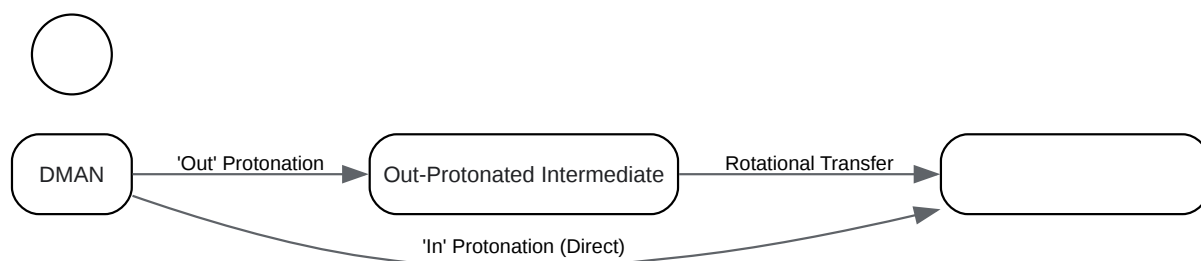 DMAN
'Out' Protonation
Out-Protonated Intermediate
Rotational Transfer
'In' Protonation (Direct)